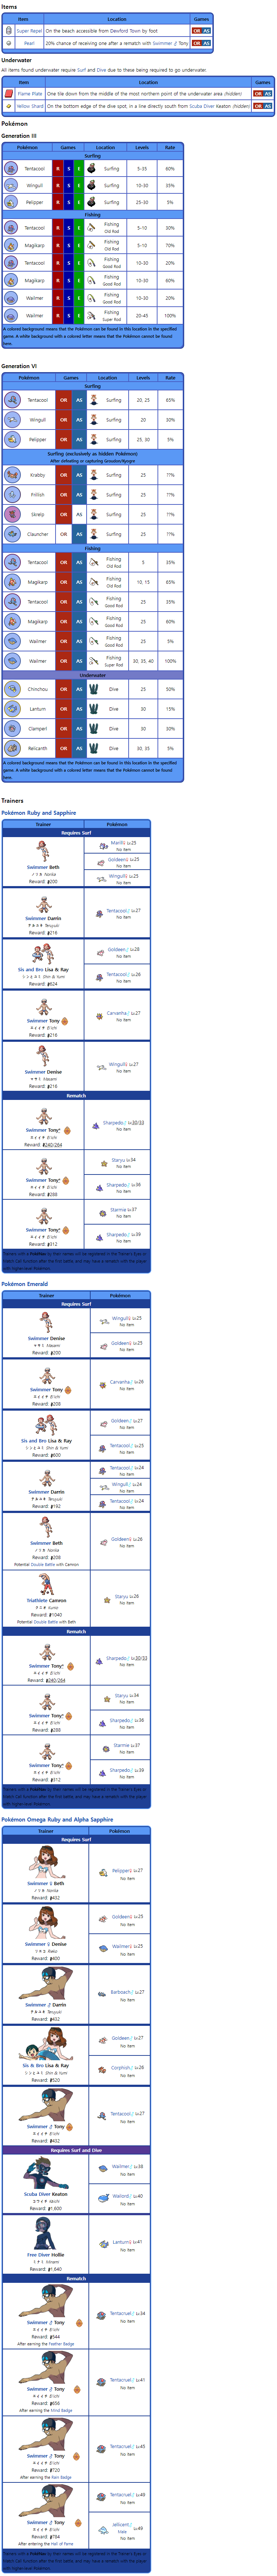 Items
Item Location Games
Super Repel On the beach accessible from Dewford Town by foot OR AS
Pearl 20% chance of receiving one after a rematch with Swimmer ♂ Tony OR AS
Underwater
All items found underwater require Surf and Dive due to these being required to go underwater.
Item Location Games
Flame Plate One tile down from the middle of the most northern point of the underwater area (hidden) OR AS
Yellow Shard On the bottom edge of the dive spot, in a line directly south from Scuba Diver Keaton (hidden) OR AS
Pokémon
Generation III
Pokémon Games Location Levels Rate
Surfing
Tentacool R S E Surfing 5-35 60%
Wingull R S E Surfing 10-30 35%
Pelipper R S E Surfing 25-30 5%
Fishing
Tentacool R S E Fishing Old Rod 5-10 30%
Magikarp R S E Fishing Old Rod 5-10 70%
Tentacool R S E Fishing Good Rod 10-30 20%
Magikarp R S E Fishing Good Rod 10-30 60%
Wailmer R S E Fishing Good Rod 10-30 20%
Wailmer R S E Fishing Super Rod 20-45 100%
A colored background means that the Pokémon can be found in this location in the specified
game. A white background with a colored letter means that the Pokémon cannot be found
here.
Generation VI
Pokémon Games Location Levels Rate
Surfing
Tentacool OR AS Surfing 20, 25 65%
Wingull OR AS Surfing 20 30%
Pelipper OR AS Surfing 25, 30 5%
Surfing (exclusively as hidden Pokémon)
After defeating or capturing Groudon/Kyogre
Krabby OR AS Surfing 25 ??%
Frillish OR AS Surfing 25 ??%
Skrelp OR AS Surfing 25 ??%
Clauncher OR AS Surfing 25 ??%
Fishing
Tentacool OR AS Fishing Old Rod 5 35%
Magikarp OR AS Fishing Old Rod 10, 15 65%
Tentacool OR AS Fishing Good Rod 25 35%
Magikarp OR AS Fishing Good Rod 25 60%
Wailmer OR AS Fishing Good Rod 25 5%
Wailmer OR AS Fishing Super Rod 30, 35, 40 100%
Underwater
Chinchou OR AS Dive 25 50%
Lanturn OR AS Dive 30 15%
Clamperl OR AS Dive 30 30%
Relicanth OR AS Dive 30, 35 5%
A colored background means that the Pokémon can be found in this location in the specified
game. A white background with a colored letter means that the Pokémon cannot be found
here.
Trainers
Pokémon Ruby and Sapphire
Trainer Pokémon
Requires Surf
Swimmer Beth
Reward: 200
Marill♀ Lv.25
No item
Goldeen♀ Lv.25
No item
Wingull♀ Lv.25
No item
Swimmer Darrin
Reward: 216
Tentacool♂ Lv.27
No item
Sis and Bro Lisa & Ray
Reward: 624
Goldeen♂ Lv.26
No item
Tentacool♂ Lv.26
No item
Swimmer Tony
Reward: 216
Carvanha♂ Lv.27
No item
Swimmer Denise
Reward: 216
Wingull♀ Lv.27
No item
Rematch
Swimmer Tony
Reward: 240/264
Sharpedo♂ Lv.30/33
No item
Swimmer Tony
Reward: 288
Staryu Lv.34
No item
Sharpedo♂ Lv.36
No item
Swimmer Tony
Reward: 312
Starmie Lv.37
No item
Sharpedo♂ Lv.39
No item
Pokémon Emerald
Trainer Pokémon
Requires Surf
Swimmer Denise
Reward: 200
Wingull♀ Lv.25
No item
Goldeen♀ Lv.25
No item
Swimmer Tony
Reward: 208
Carvanha♂ Lv.26
No item
Sis and Bro Lisa & Ray
Reward: 600
Goldeen♂ Lv.27
No item
Tentacool♂ Lv.25
No item
Swimmer Darrin
Reward: 192
Tentacool♂ Lv.24
No item
Wingull♂ Lv.24
No item
Tentacool♂ Lv.24
No item
Swimmer Beth
Reward: 208
Potential Double Battle with Camron
Goldeen♀ Lv.26
No item
Triathlete Camron
Reward: 1040
Potential Double Battle with Beth
Staryu Lv.26
No item
Rematch
Swimmer Tony
Reward: 240/264
Sharpedo♂ Lv.30/33
No item
Swimmer Tony
Reward: 288
Staryu Lv.34
No item
Sharpedo♂ Lv.36
No item
Swimmer Tony
Reward: 312
Starmie Lv.37
No item
Sharpedo♂ Lv.39
No item
Pokémon Omega Ruby and Alpha Sapphire
Trainer Pokémon
Requires Surf
Swimmer ♀ Beth
Reward: 432
Pelipper♀ Lv.27
No item
Swimmer ♀ Denise
Reward: 400
Goldeen♀ Lv.25
No item
Wailmer♀ Lv.25
No item
Swimmer ♂ Darrin
Reward: 432
Barboach♂ Lv.27
No item
Sis & Bro Lisa & Ray
Reward: 520
Goldeen♂ Lv.27
No item
Corphish♂ Lv.26
No item
Swimmer ♂ Tony
Reward: 432
Tentacool♂ Lv.27
No item
Requires Surf and Dive
Scuba Diver Keaton
Reward: 1,600
Wailmer♂ Lv.38
No item
Wailord♂ Lv.40
No item
Free Diver Hollie
Reward: 1,640
Lanturn♀ Lv.41
No item
Rematch
Swimmer ♂ Tony
Reward: 544
After earning the Feather Badge
Tentacruel♂ Lv.34
No item
Swimmer ♂ Tony
Reward: 656
After earning the Mind Badge
Tentacruel♂ Lv.41
No item
Swimmer ♂ Tony
Reward: 720
After earning the Rain Badge
Tentacruel♂ Lv.45
No item
Swimmer ♂ Tony
Reward: 784
After entering the Hall of Fame
Tentacruel♂ Lv.49
No item
Jellicent♂ Lv.49
Male
No item